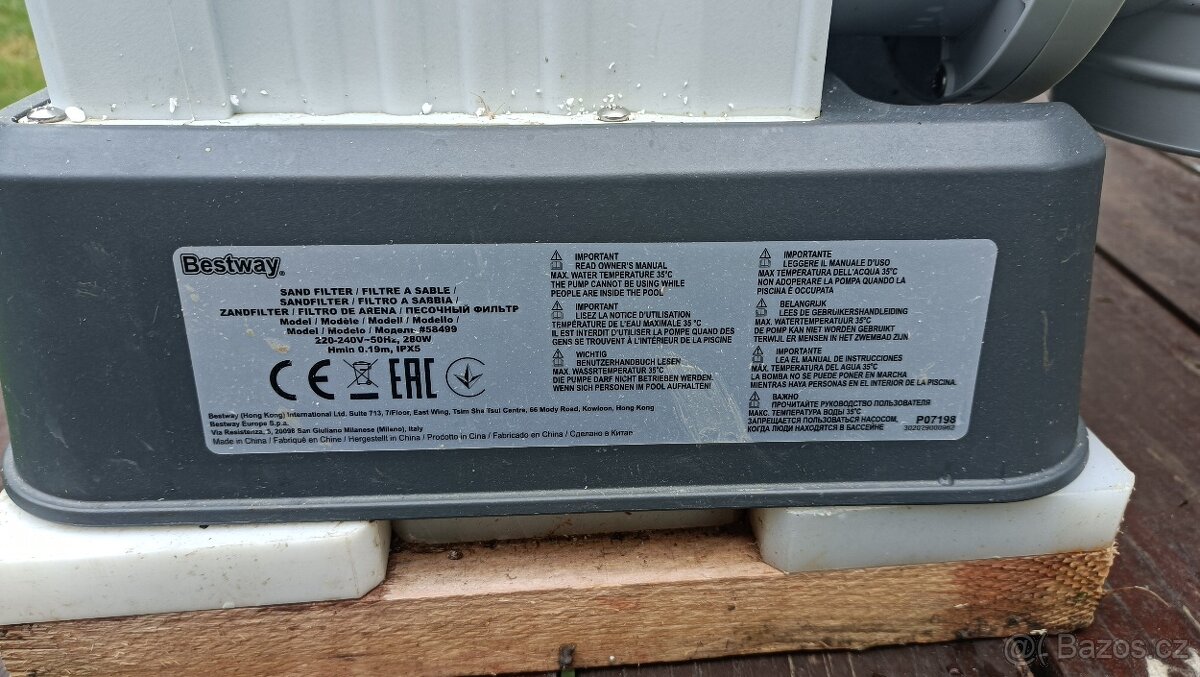 Bestway®
SAND FILTER / FILTRE A SABLE /
SANDFILTER / FILTRO A SABBIA /
ZANDFILTER / FILTRO DE ARENA / ПЕСОЧНЫЙ ФИЛЬТР
Model / Modèle / Modell / Modello /
Model / Modelo / Модель #58499
220-240V~50Hz, 280W
Hmin 0.19m, IPX5
CE EAC
Bestway (Hong Kong) International Ltd. Suite 713, 7/Floor, East Wing, Tsim Sha Tsui Centre, 66 Mody Road, Kowloon, Hong Kong
Bestway Europe S.p.a.
Via Resistenza, 5, 20098 San Giuliano Milanese (Milano), Italy
Made in China / Fabriqué en Chine / Hergestellt in China / Prodotto in Cina / Fabricado en China / Сделано в Китае
IMPORTANT
READ OWNER'S MANUAL
MAX. WATER TEMPERATURE 35°C
THE PUMP CANNOT BE USING WHILE
PEOPLE ARE INSIDE THE POOL
IMPORTANT
LISEZ LA NOTICE D'UTILISATION
TEMPÉRATURE DE L'EAU MAXIMALE 35 °C
IL EST INTERDIT D'UTILISER LA POMPE QUAND DES
GENS SE TROUVENT À L'INTÉRIEUR DE LA PISCINE
WICHTIG
BENUTZERHANDBUCH LESEN
MAX. WASSRTEMPERATUR 35°C
DIE PUMPE DARF NICHT BETRIEBEN WERDEN.
WENN SICH PERSONEN IM POOL AUFHALTEN!
IMPORTANTE
LEGGERE IL MANUALE D'USO
MAX TEMPERATURA DELL'ACQUA 35°C
NON ADOPERARE LA POMPA QUANDO LA
PISCINA È OCCUPATA
BELANGRIJK
LEES DE GEBRUIKERSHANDLEIDING
MAX. WATERTEMPERATUUR 35°C
DE POMP KAN NIET WORDEN GEBRUIKT
TERWIJL ER MENSEN IN HET ZWEMBAD ZIJN
IMPORTANTE
LEA EL MANUAL DE INSTRUCCIONES
MAX. TEMPERATURA DEL AGUA 35°C
LA BOMBA NO SE PUEDE PONER EN MARCHA
MIENTRAS HAYA PERSONAS EN EL INTERIOR DE LA PISCINA.
ВАЖНО
ПРОЧИТАЙТЕ РУКОВОДСТВО ПОЛЬЗОВАТЕЛЯ
МАКС. ТЕМПЕРАТУРА ВОДЫ 35°C
ЗАПРЕЩАЕТСЯ ПОЛЬЗОВАТЬСЯ НАСОСОМ,
КОГДА ЛЮДИ НАХОДЯТСЯ В БАССЕЙНЕ
P07198
302029000962
Bazos.cz